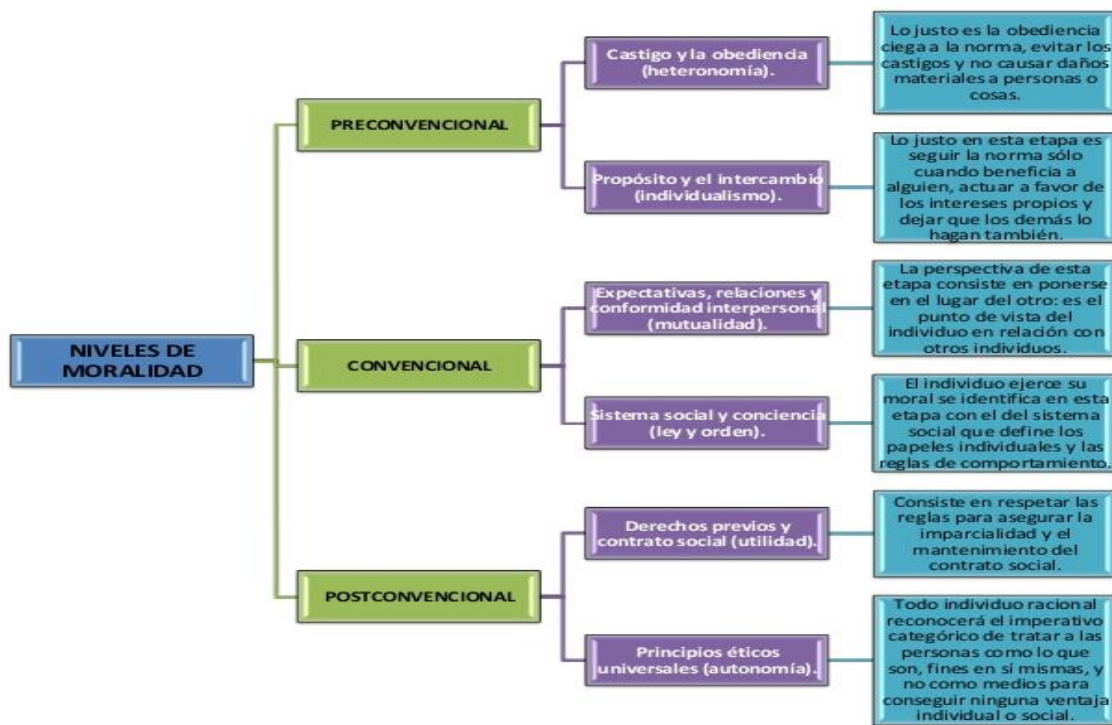 NIVELES DE
MORALIDAD
PRECONVENCIONAL
Castigo y la obediencia
(heteronomía).
Lo justo es la obediencia
ciega a la norma, evitar los
castigos y no causar daños
materiales a personas o
cosas.
Propósito y el intercambio
(individualismo).
Lo justo en esta etapa es
seguir la norma sólo
cuando beneficia a
alguien, actuar a favor de
los intereses propios y
dejar que los demás lo
hagan también.
CONVENCIONAL
Expectativas, relaciones y
conformidad interpersonal
(mutualidad).
La perspectiva de esta
etapa consiste en ponerse
en el lugar del otro: es el
punto de vista del
individuo en relación con
otros individuos.
Sistema social y conciencia
(ley y orden).
El individuo ejerce su
moral se identifica en esta
etapa con el del sistema
social que define los
papeles individuales y las
reglas de comportamiento.
POSTCONVENCIONAL
Derechos previos y
contrato social (utilidad).
Consiste en respetar las
reglas para asegurar la
imparcialidad y el
mantenimiento del
contrato social.
Principios éticos
universales (autonomía).
Todo individuo racional
reconocerá el imperativo
categórico de tratar a las
personas como lo que
son, fines en sí mismas, y
no como medios para
conseguir ninguna ventaja
individual o social.